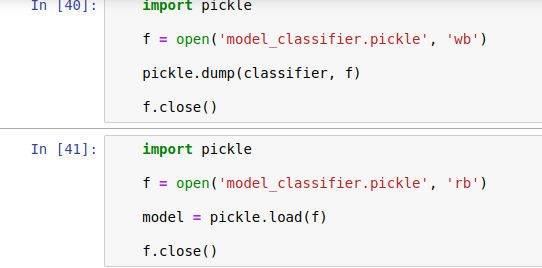 In [40]: import pickle
f = open('model_classifier.pickle', 'wb')
pickle.dump(classifier, f)
f.close()
In [41]: import pickle
f = open('model_classifier.pickle', 'rb')
model = pickle.load(f)
f.close()